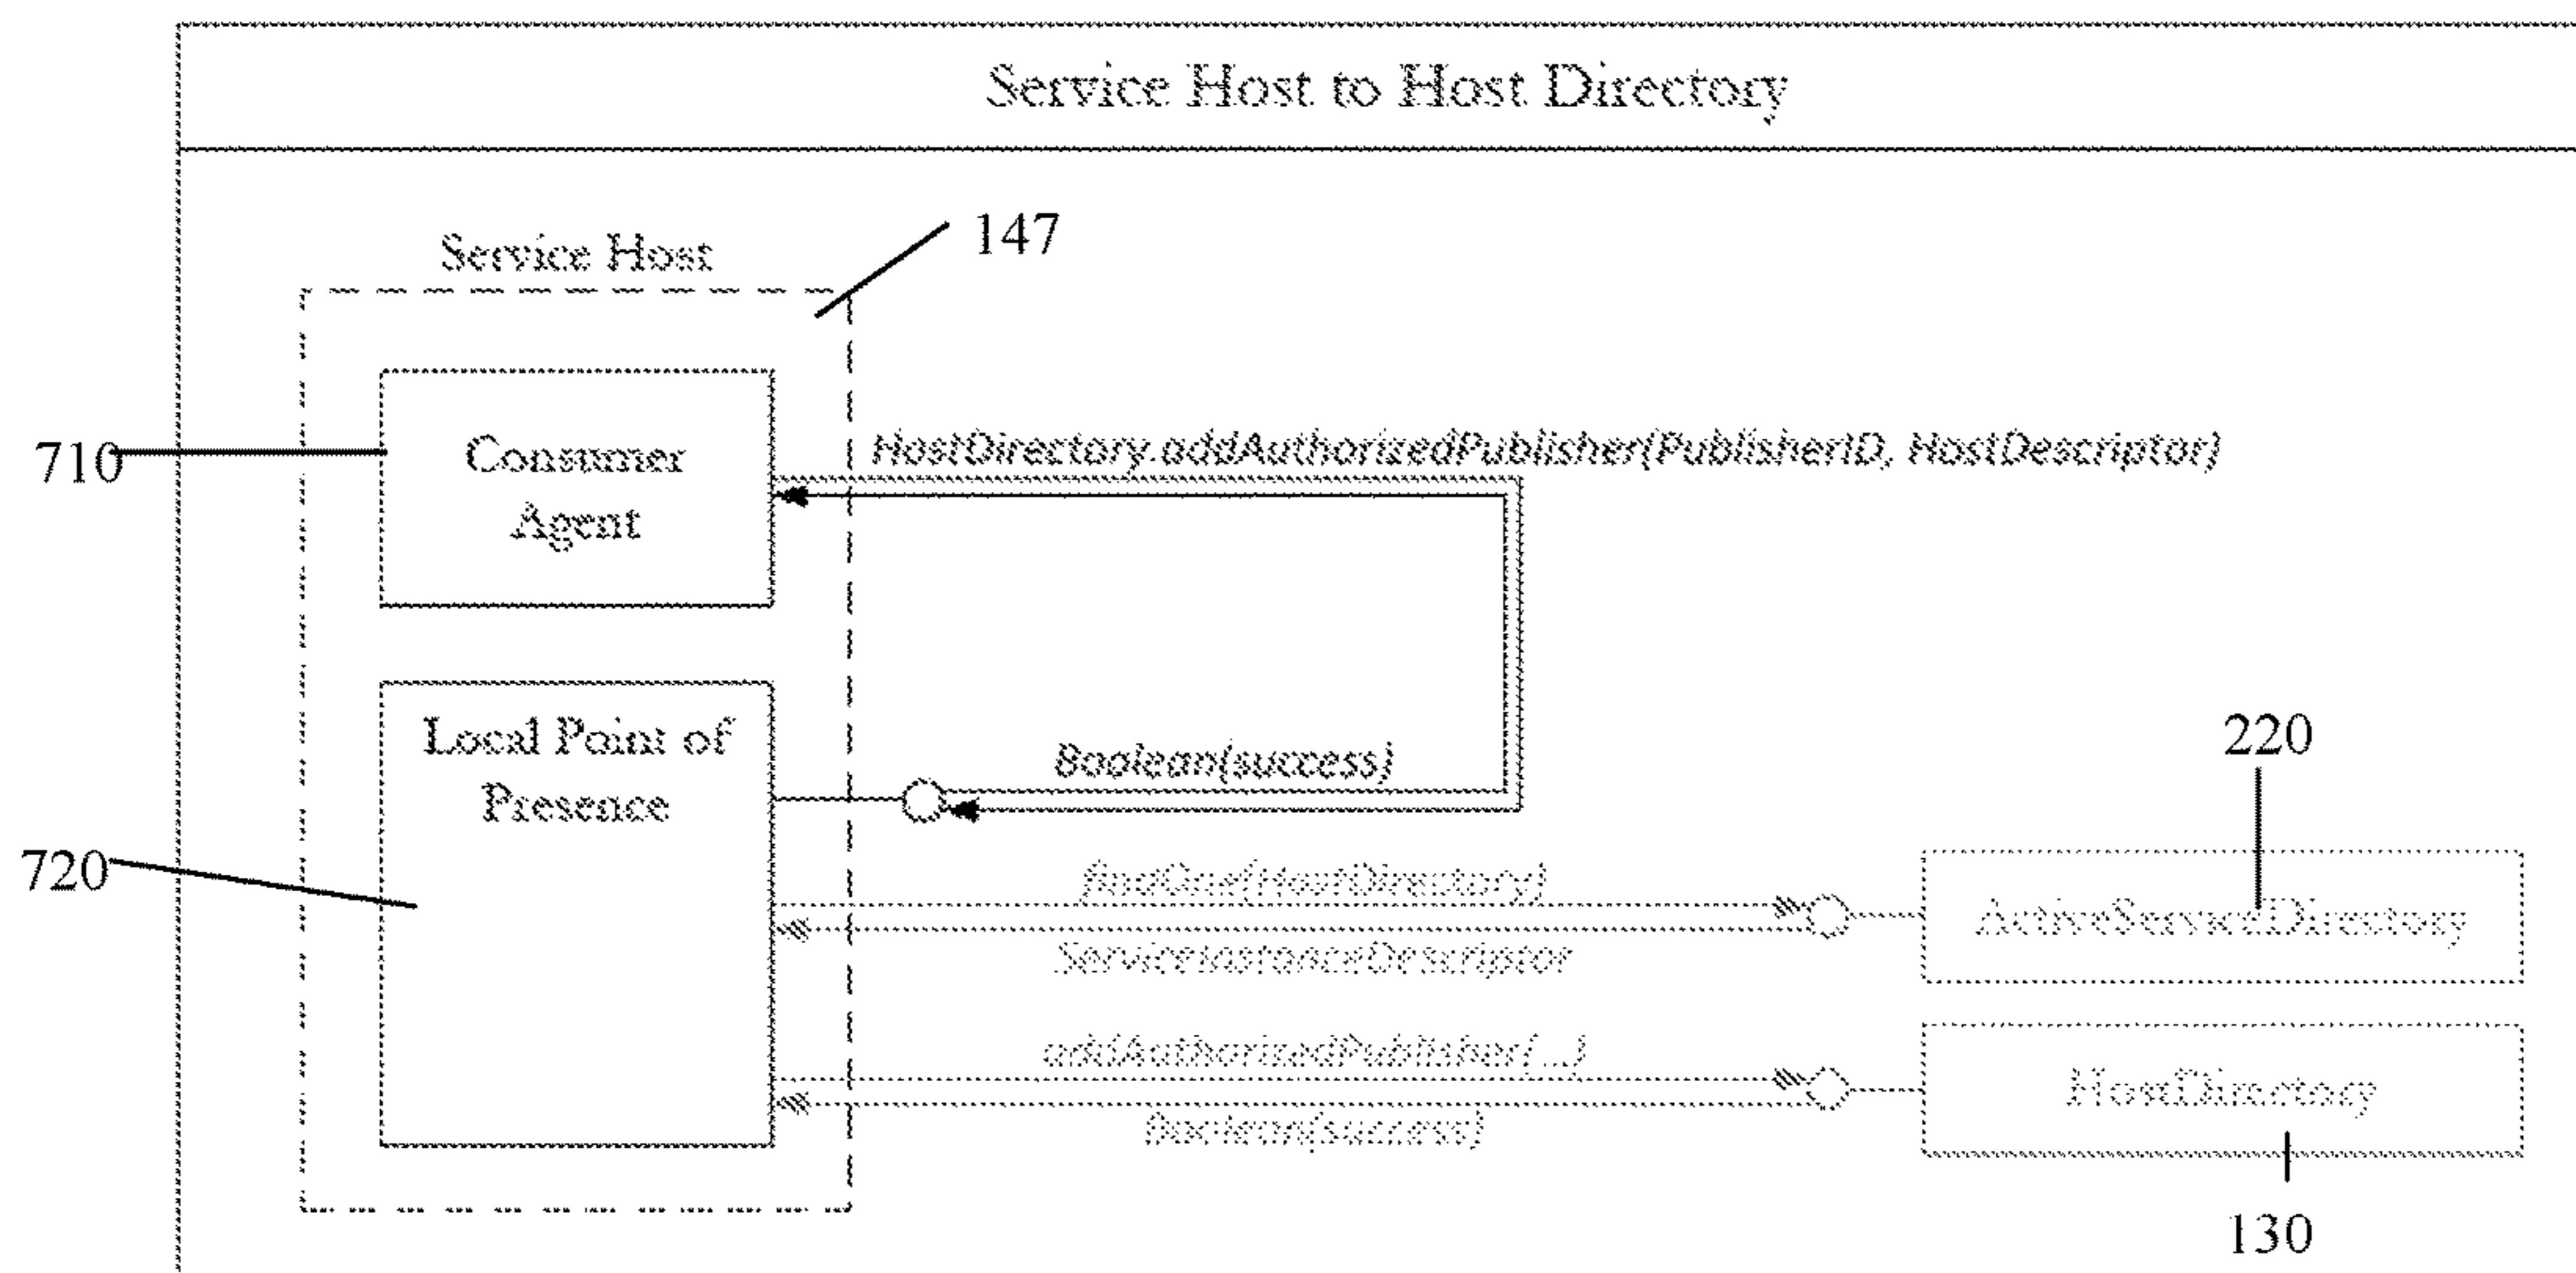 Service Host to Host Directory
147
Service Host
710
Consumer
Agent
HostDirectory.addAuthorizedPublisher(PublisherID, HostDescriptor)
Local Point of
Presence
Boolean(success)
220
720
findOne(HostDirectory)
ActiveServiceDirectory
ServiceInstanceDescriptor
addAuthorizedPublisher(...)
HostDirectory
Boolean(success)
130